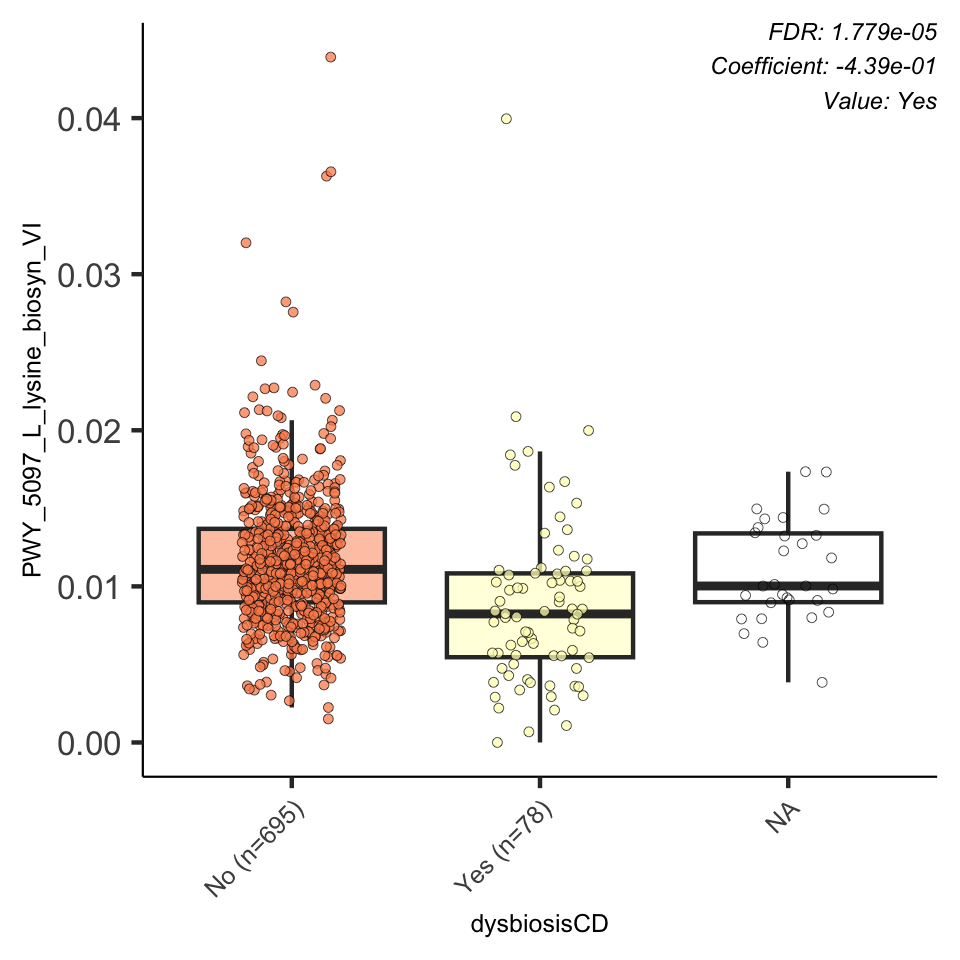 FDR: 1.779e-05
Coefficient: -4.39e-01
Value: Yes
PWY_5097_L_lysine_biosyn_VI
0.04
0.03
0.02
0.01
0.00
No (n=695)
Yes (n=78)
NA
dysbiosisCD